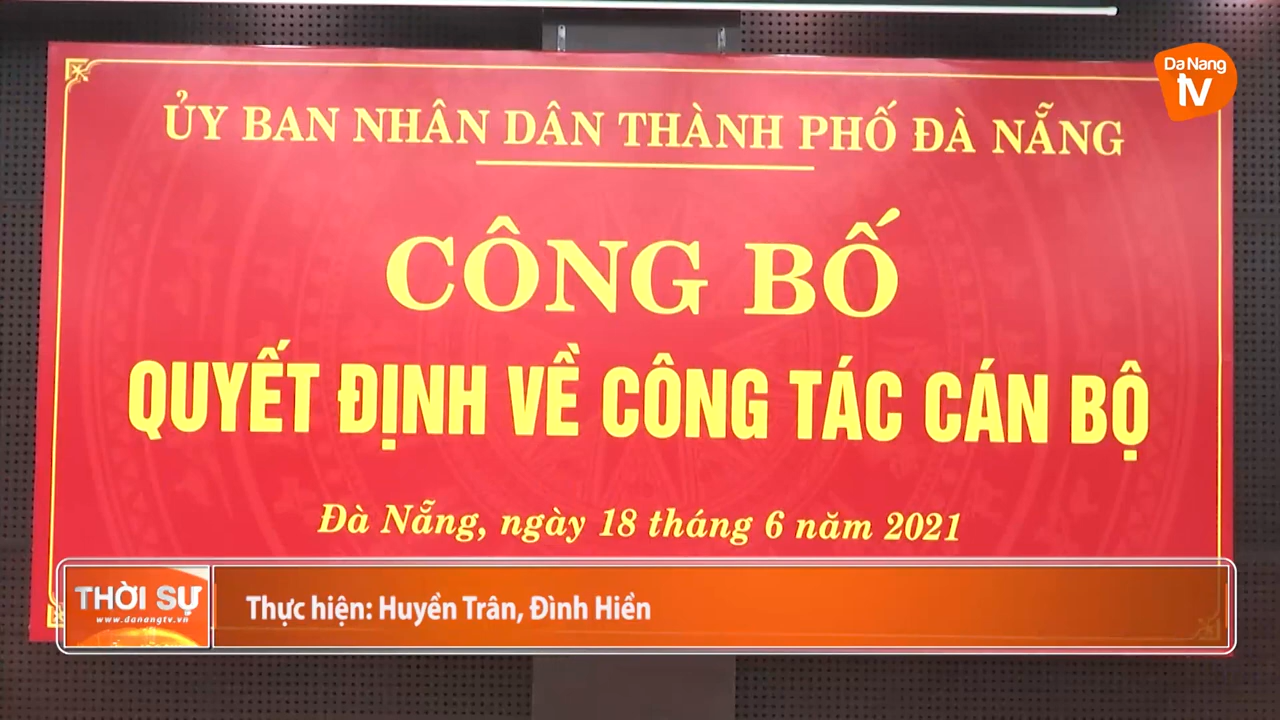 Da Nang
tv
ỦY BAN NHÂN DÂN THÀNH PHỐ ĐÀ NẴNG
CÔNG BỐ
QUYẾT ĐỊNH VỀ CÔNG TÁC CÁN BỘ
Đà Nẵng, ngày 18 tháng 6 năm 2021
THỜI SỰ
www.danangtv.vn
Thực hiện: Huyền Trân, Đình Hiền